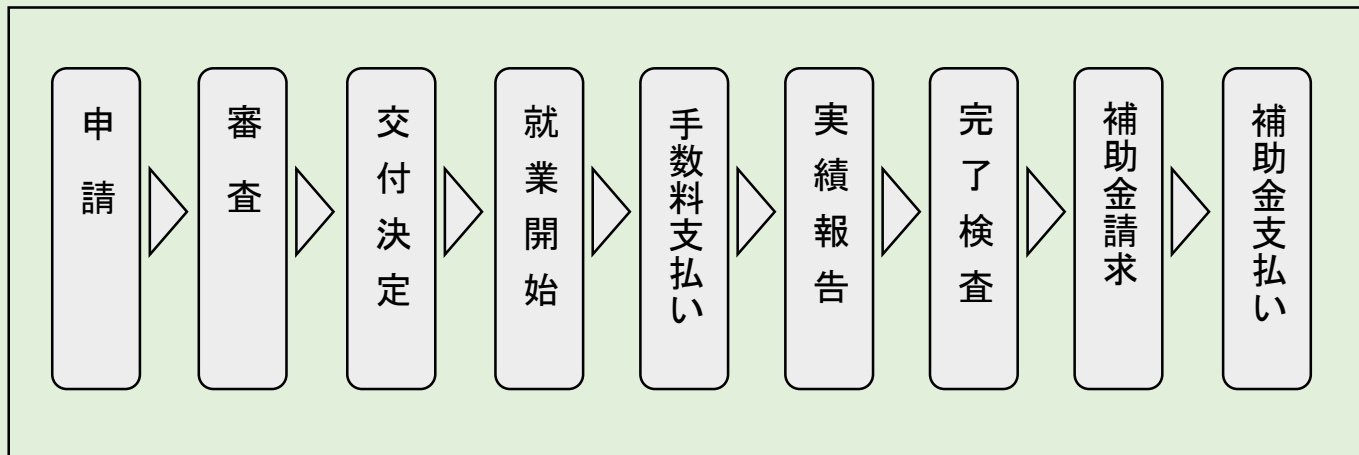 申請
審査
交付決定
就業開始
手数料支払い
実績報告
完了検査
補助金請求
補助金支払い